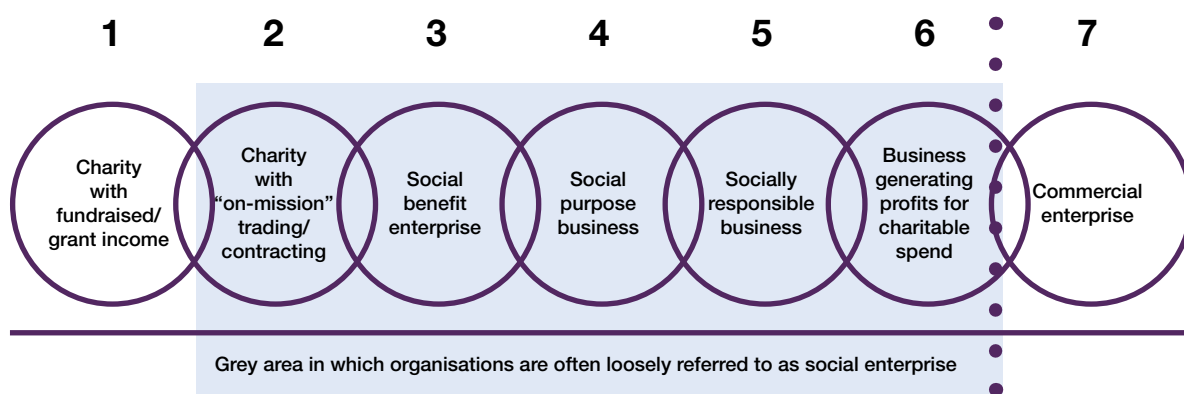 1 2 3 4 5 6 7
Charity
with
fundraised/
grant income
Charity
with
“on-mission”
trading/
contracting
Social
benefit
enterprise
Social
purpose
business
Socially
responsible
business
Business
generating
profits for
charitable
spend
Commercial
enterprise
Grey area in which organisations are often loosely referred to as social enterprise